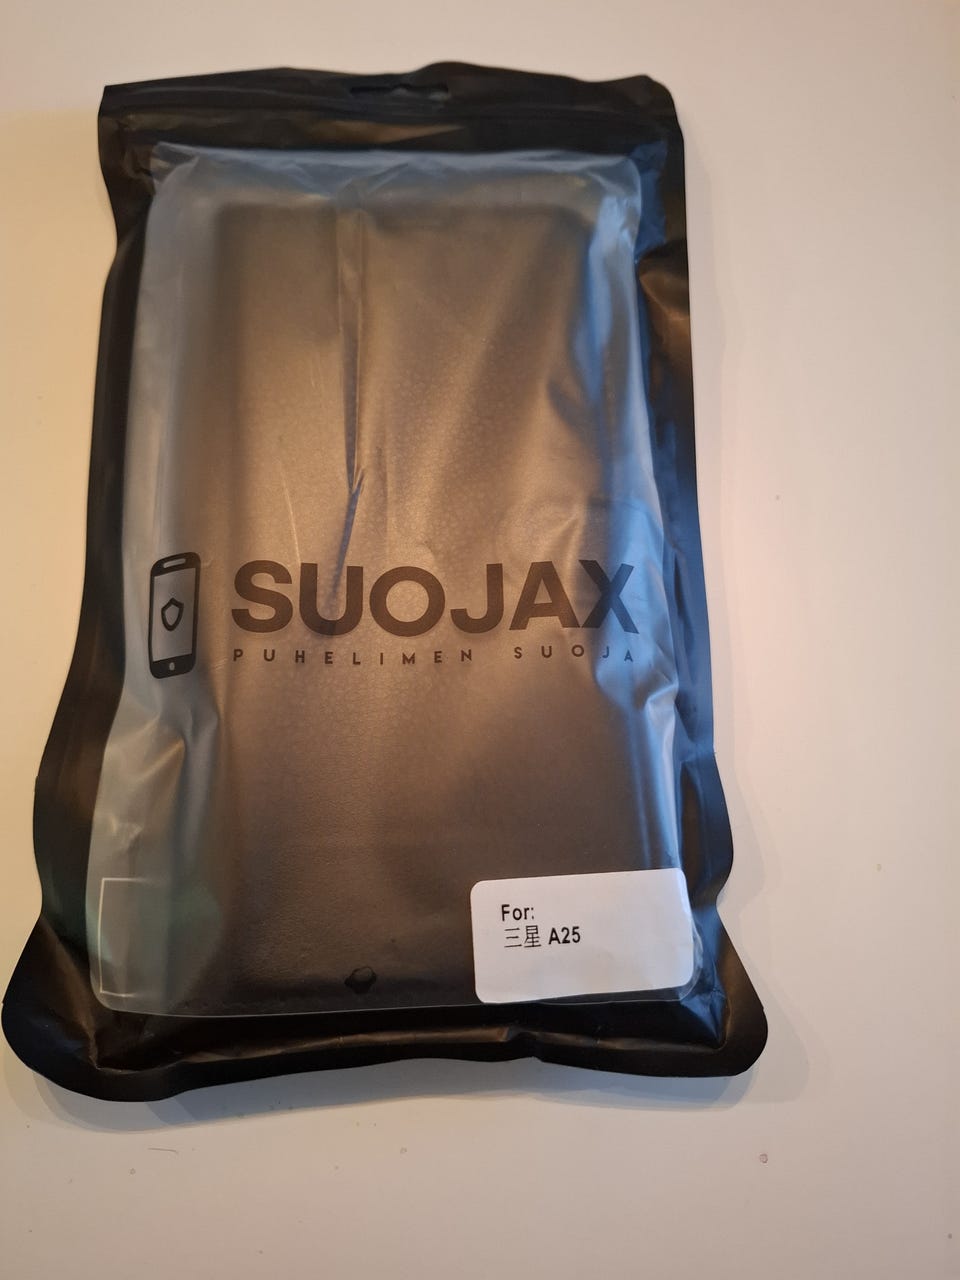 SUOJAX
PUHELIMEN SUOJA
For:
三星 A25